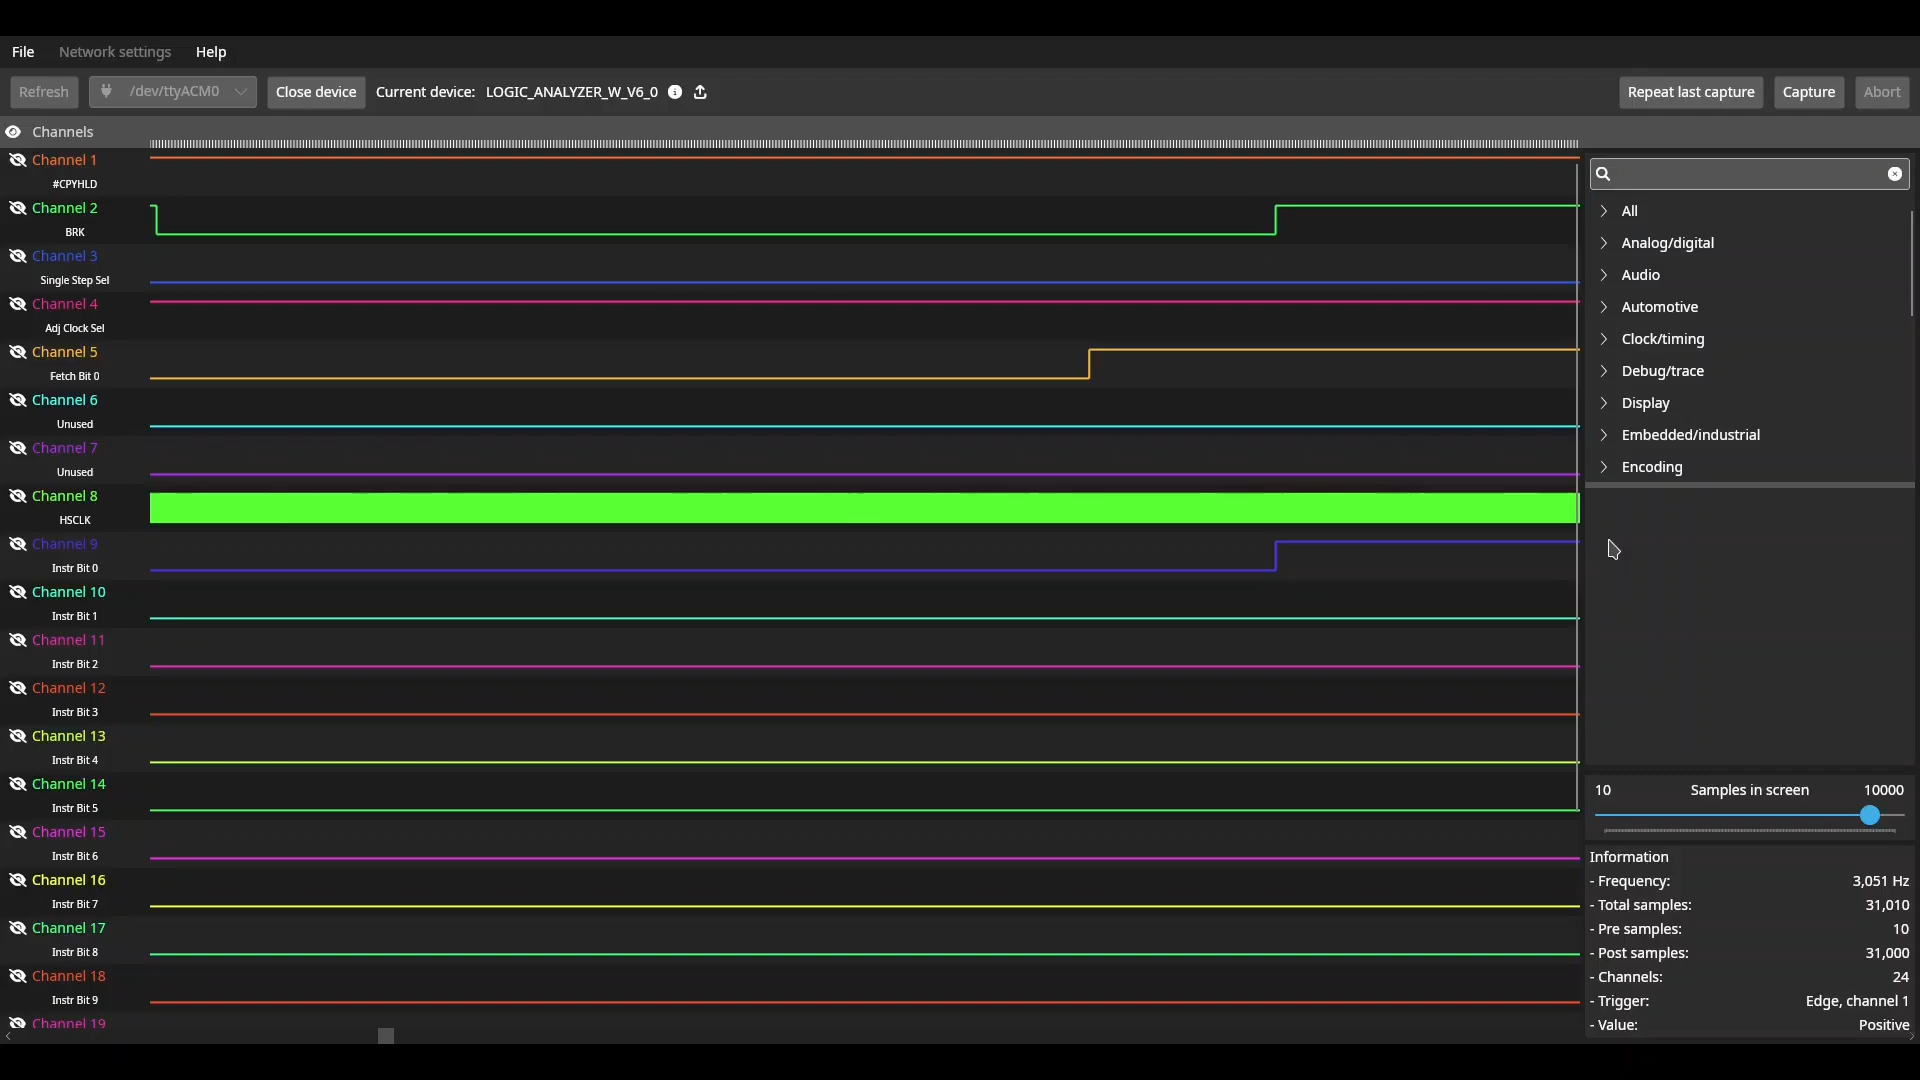 File Network settings Help
Refresh /dev/ttyACM0 Close device Current device: LOGIC_ANALYZER_W_V6_0 Repeat last capture Capture Abort
Channels
Channel 1
#CPYHLD
Channel 2
BRK
Channel 3
Single Step Sel
Channel 4
Adj Clock Sel
Channel 5
Fetch Bit 0
Channel 6
Unused
Channel 7
Unused
Channel 8
HSCLK
Channel 9
Instr Bit 0
Channel 10
Instr Bit 1
Channel 11
Instr Bit 2
Channel 12
Instr Bit 3
Channel 13
Instr Bit 4
Channel 14
Instr Bit 5
Channel 15
Instr Bit 6
Channel 16
Instr Bit 7
Channel 17
Instr Bit 8
Channel 18
Instr Bit 9
Channel 19
All
Analog/digital
Audio
Automotive
Clock/timing
Debug/trace
Display
Embedded/industrial
Encoding
10 Samples in screen 10000
Information
- Frequency: 3,051 Hz
- Total samples: 31,010
- Pre samples: 10
- Post samples: 31,000
- Channels: 24
- Trigger: Edge, channel 1
- Value: Positive